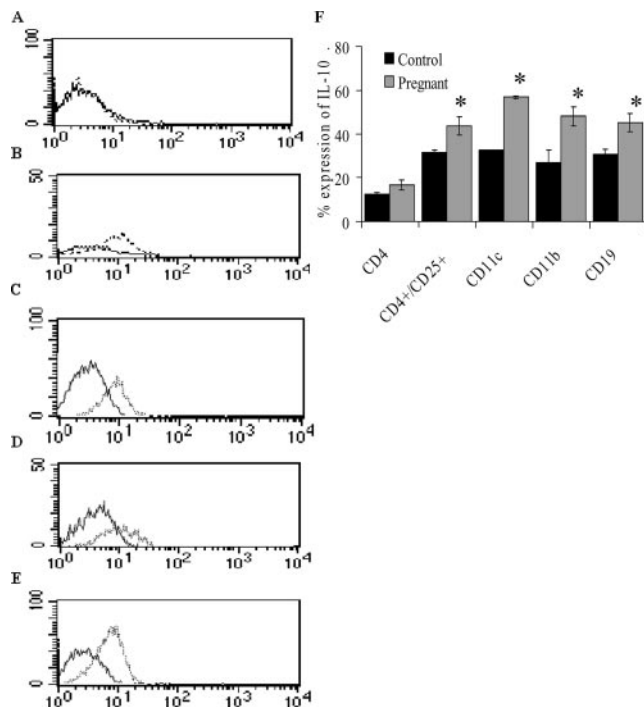 A
100
0
10^0 10^1 10^2 10^3 10^4
B
50
0
10^0 10^1 10^2 10^3 10^4
C
100
0
10^0 10^1 10^2 10^3 10^4
D
50
0
10^0 10^1 10^2 10^3 10^4
E
100
0
10^0 10^1 10^2 10^3 10^4
F
% expression of IL-10
80
60
40
20
0
Control
Pregnant
* * * *
CD4
CD4+/CD25+
CD11c
CD11b
CD19